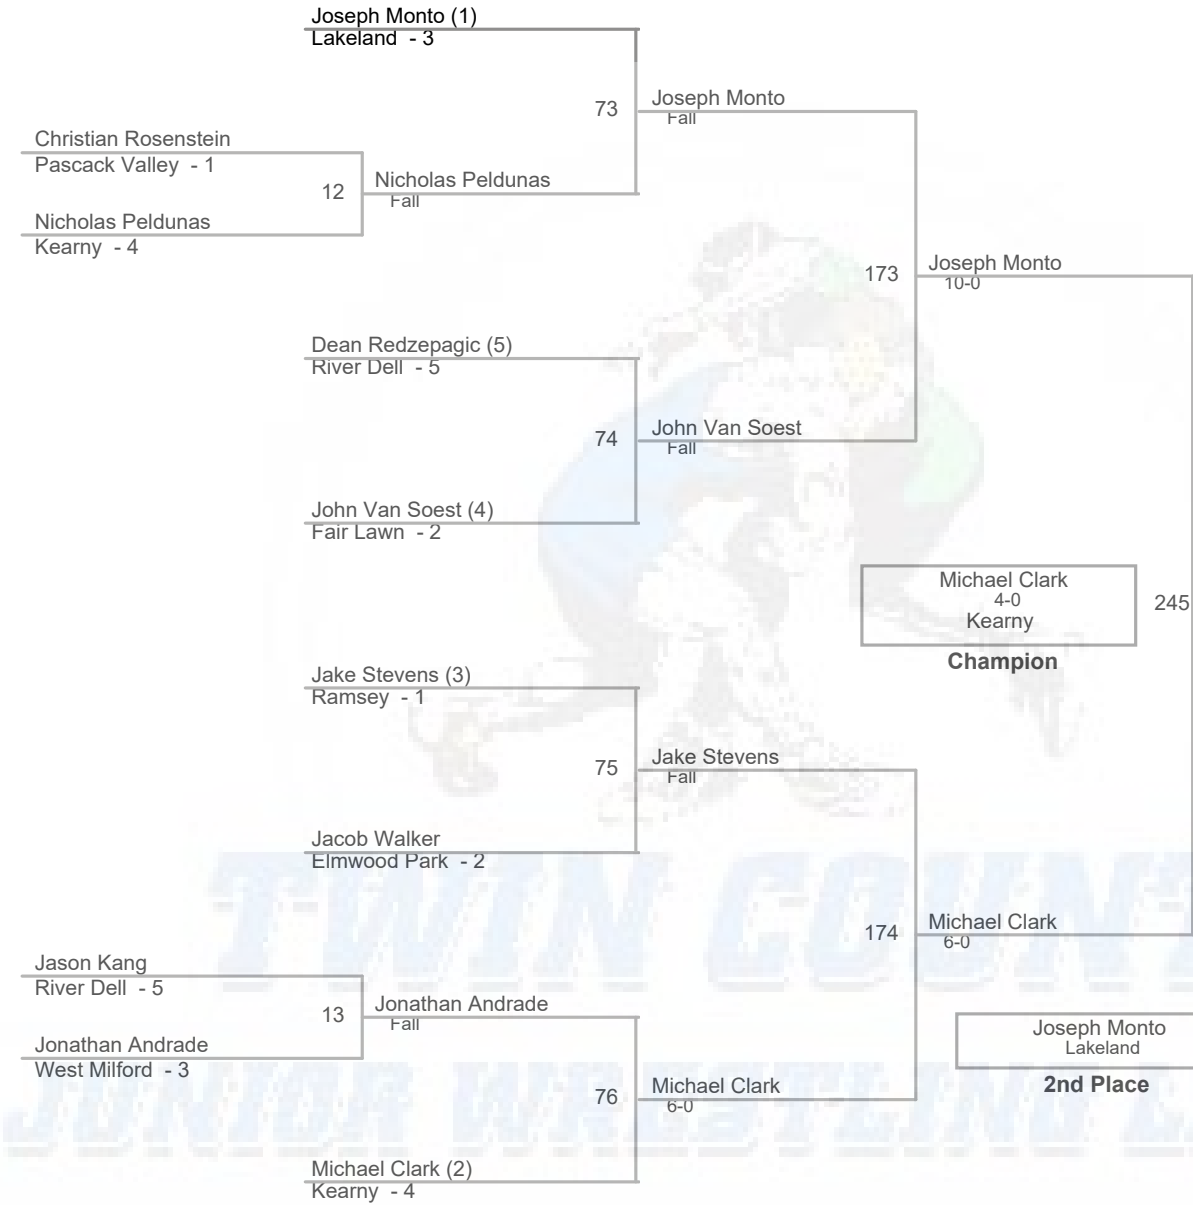 Joseph Monto (1)
Lakeland - 3
73
Joseph Monto
Fall
Christian Rosenstein
Pascack Valley - 1
12
Nicholas Peldunas
Fall
Nicholas Peldunas
Kearny - 4
173
Joseph Monto
10-0
Dean Redzepagic (5)
River Dell - 5
74
John Van Soest
Fall
John Van Soest (4)
Fair Lawn - 2
Michael Clark
4-0
Kearny
245
Champion
Jake Stevens (3)
Ramsey - 1
75
Jake Stevens
Fall
Jacob Walker
Elmwood Park - 2
TWIN COUNT
174
Michael Clark
6-0
Jason Kang
River Dell - 5
13
Jonathan Andrade
Fall
Jonathan Andrade
West Milford - 3
Joseph Monto
Lakeland
2nd Place
76
Michael Clark
6-0
JUNIOR WRESTLING
Michael Clark (2)
Kearny - 4